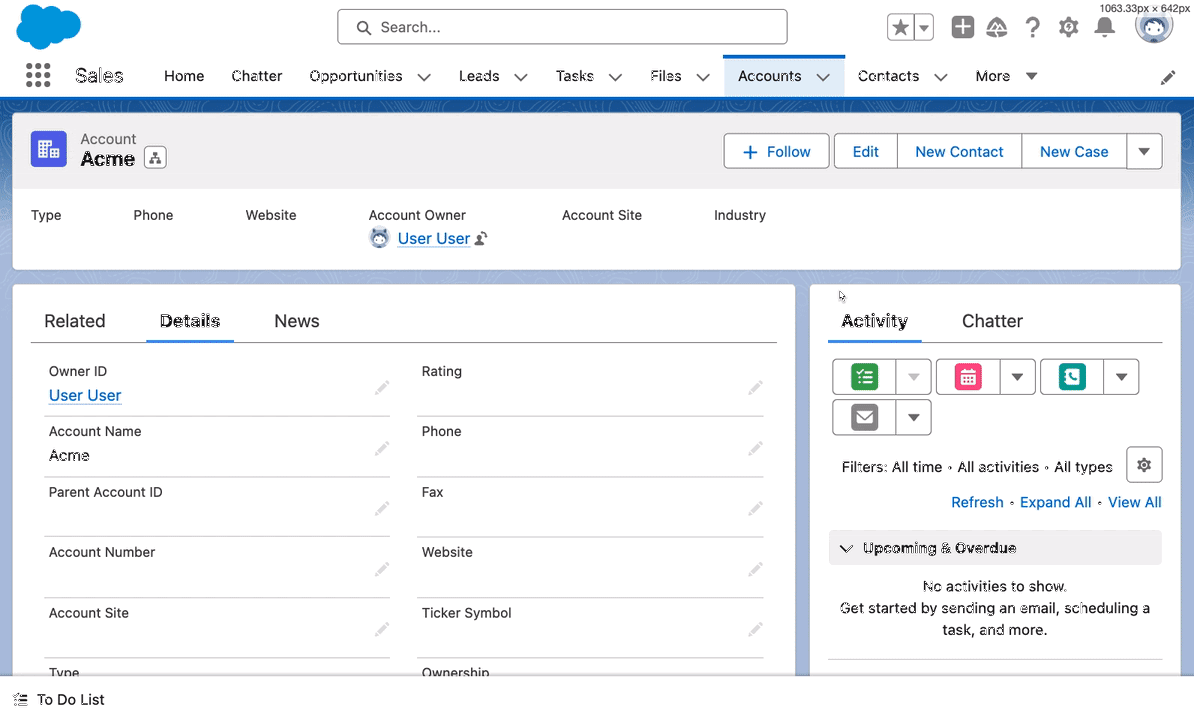 1063.33px × 642px
Search...
Sales Home Chatter Opportunities Leads Tasks Files Accounts Contacts More
Account
Acme
Follow Edit New Contact New Case
Type Phone Website Account Owner Account Site Industry
User User
Related Details News
Owner ID
User User
Rating
Account Name
Acme
Phone
Parent Account ID
Fax
Account Number
Website
Account Site
Ticker Symbol
Type
Ownership
Activity Chatter
Filters: All time • All activities • All types
Refresh • Expand All • View All
Upcoming & Overdue
No activities to show.
Get started by sending an email, scheduling a
task, and more.
To Do List